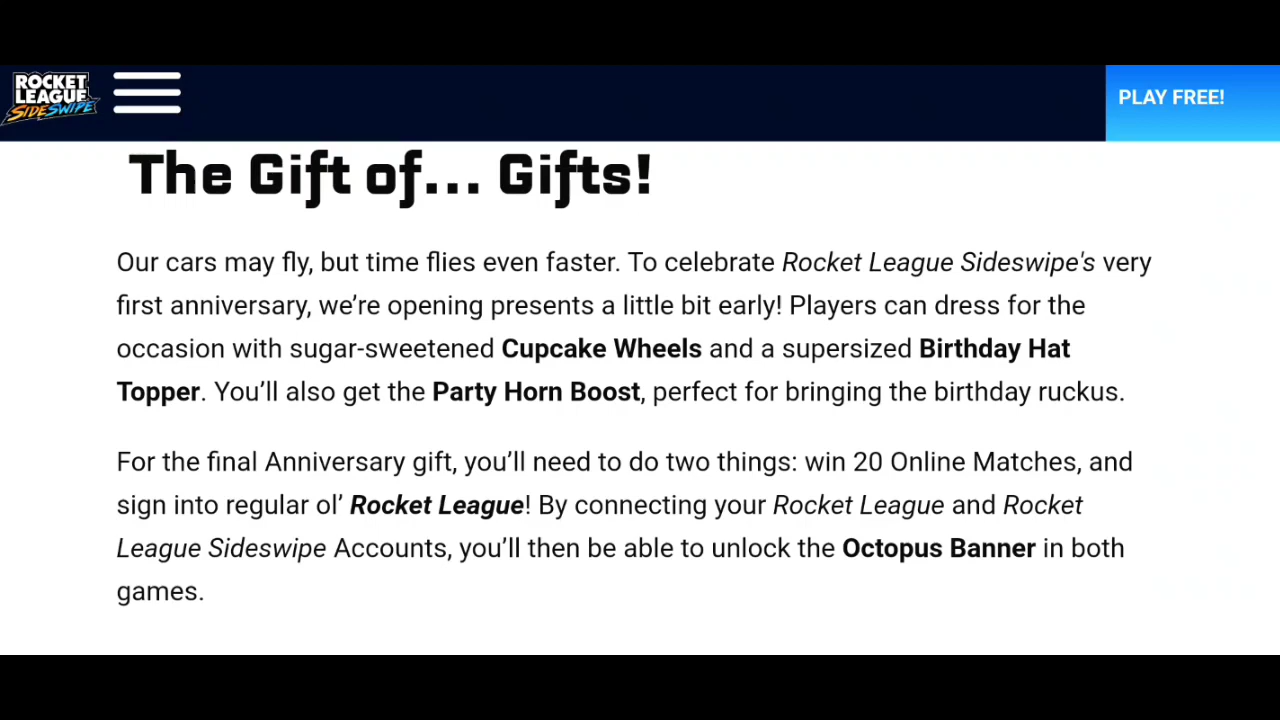 ROCKET
LEAGUE
SIDESWIPE
PLAY FREE!
The Gift of... Gifts!
Our cars may fly, but time flies even faster. To celebrate Rocket League Sideswipe's very
first anniversary, we’re opening presents a little bit early! Players can dress for the
occasion with sugar-sweetened Cupcake Wheels and a supersized Birthday Hat
Topper. You’ll also get the Party Horn Boost, perfect for bringing the birthday ruckus.
For the final Anniversary gift, you’ll need to do two things: win 20 Online Matches, and
sign into regular ol’ Rocket League! By connecting your Rocket League and Rocket
League Sideswipe Accounts, you’ll then be able to unlock the Octopus Banner in both
games.